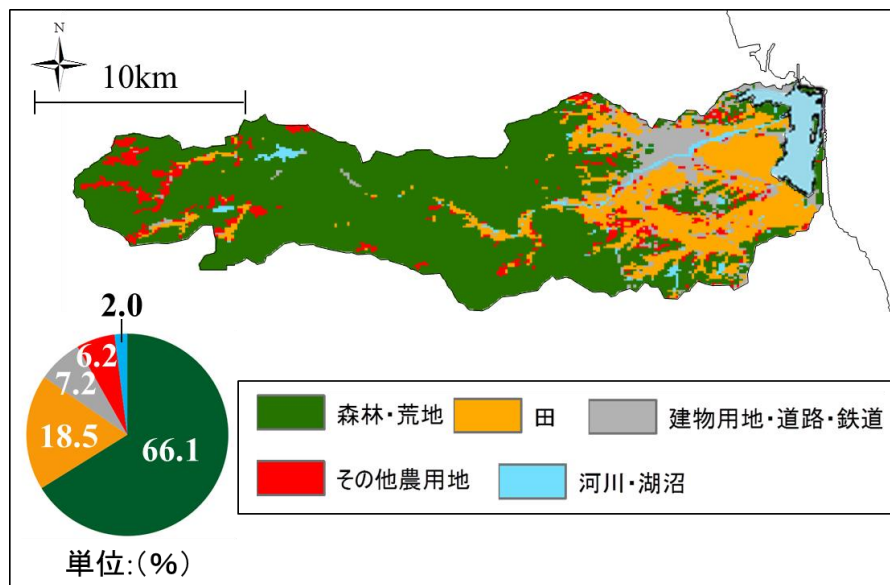 N
10km
2.0
6.2
7.2
18.5
66.1
単位:(%)
森林・荒地
田
建物用地・道路・鉄道
その他農用地
河川・湖沼